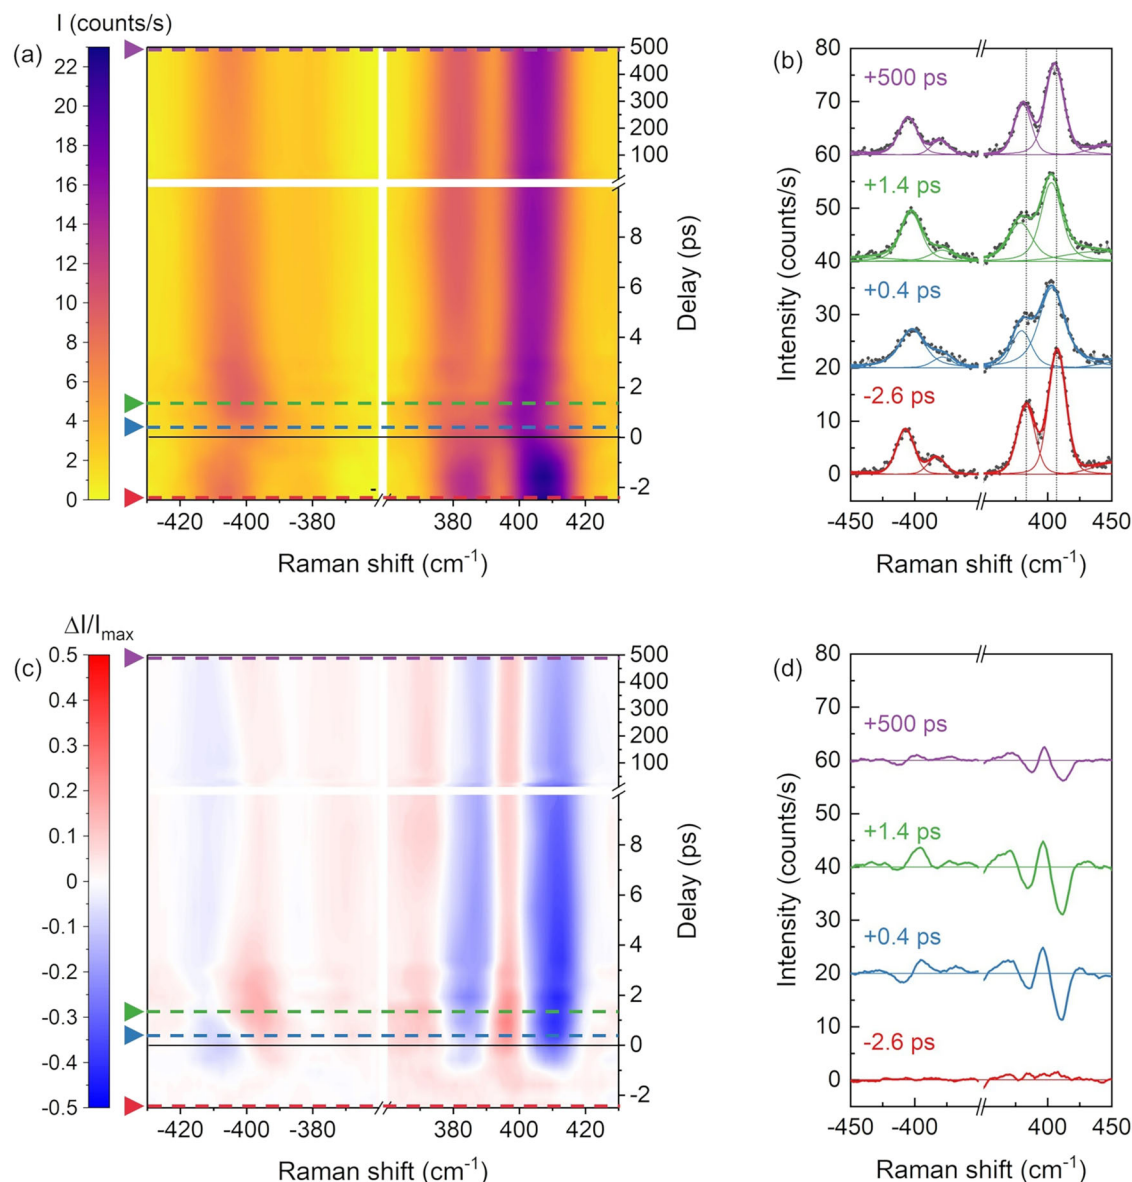 I (counts/s)
(a)
22
20
18
16
14
12
10
8
6
4
2
0
500
400
300
200
100
8
6
4
2
0
-2
Delay (ps)
-420 -400 -380 380 400 420
Raman shift (cm-1)
(b)
80
70
60
50
40
30
20
10
0
Intensity (counts/s)
+500 ps
+1.4 ps
+0.4 ps
-2.6 ps
-450 -400 400 450
Raman shift (cm-1)
ΔI/Imax
(c)
0.5
0.4
0.3
0.2
0.1
0
-0.1
-0.2
-0.3
-0.4
-0.5
500
400
300
200
100
8
6
4
2
0
-2
Delay (ps)
-420 -400 -380 380 400 420
Raman shift (cm-1)
(d)
80
70
60
50
40
30
20
10
0
Intensity (counts/s)
+500 ps
+1.4 ps
+0.4 ps
-2.6 ps
-450 -400 400 450
Raman shift (cm-1)